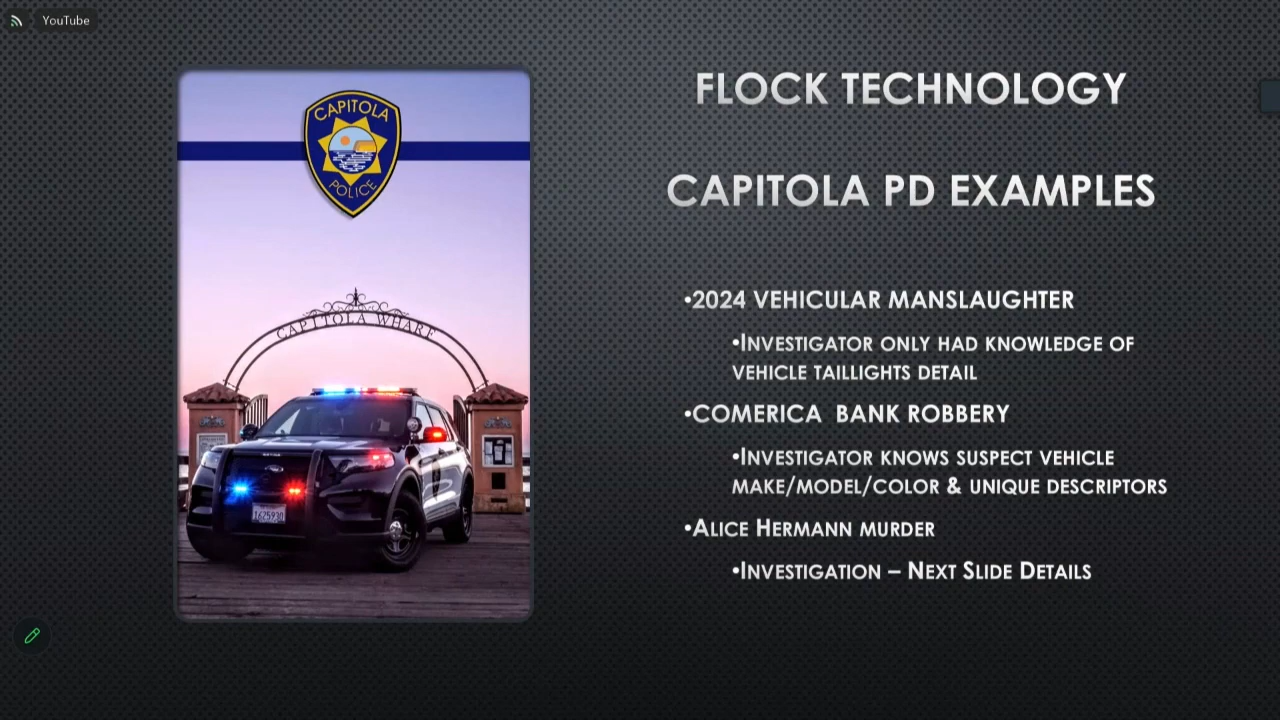 YouTube
CAPITOLA
POLICE
CAPITOLA WHARF
1625930
FLOCK TECHNOLOGY
CAPITOLA PD EXAMPLES
•2024 VEHICULAR MANSLAUGHTER
•INVESTIGATOR ONLY HAD KNOWLEDGE OF
VEHICLE TAILLIGHTS DETAIL
•COMERICA BANK ROBBERY
•INVESTIGATOR KNOWS SUSPECT VEHICLE
MAKE/MODEL/COLOR & UNIQUE DESCRIPTORS
•ALICE HERMANN MURDER
•INVESTIGATION – NEXT SLIDE DETAILS